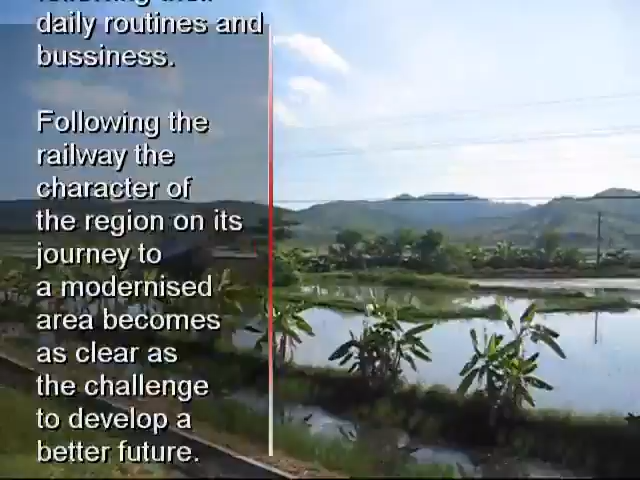 daily routines and
bussiness.
Following the
railway the
character of
the region on its
journey to
a modernised
area becomes
as clear as
the challenge
to develop a
better future.